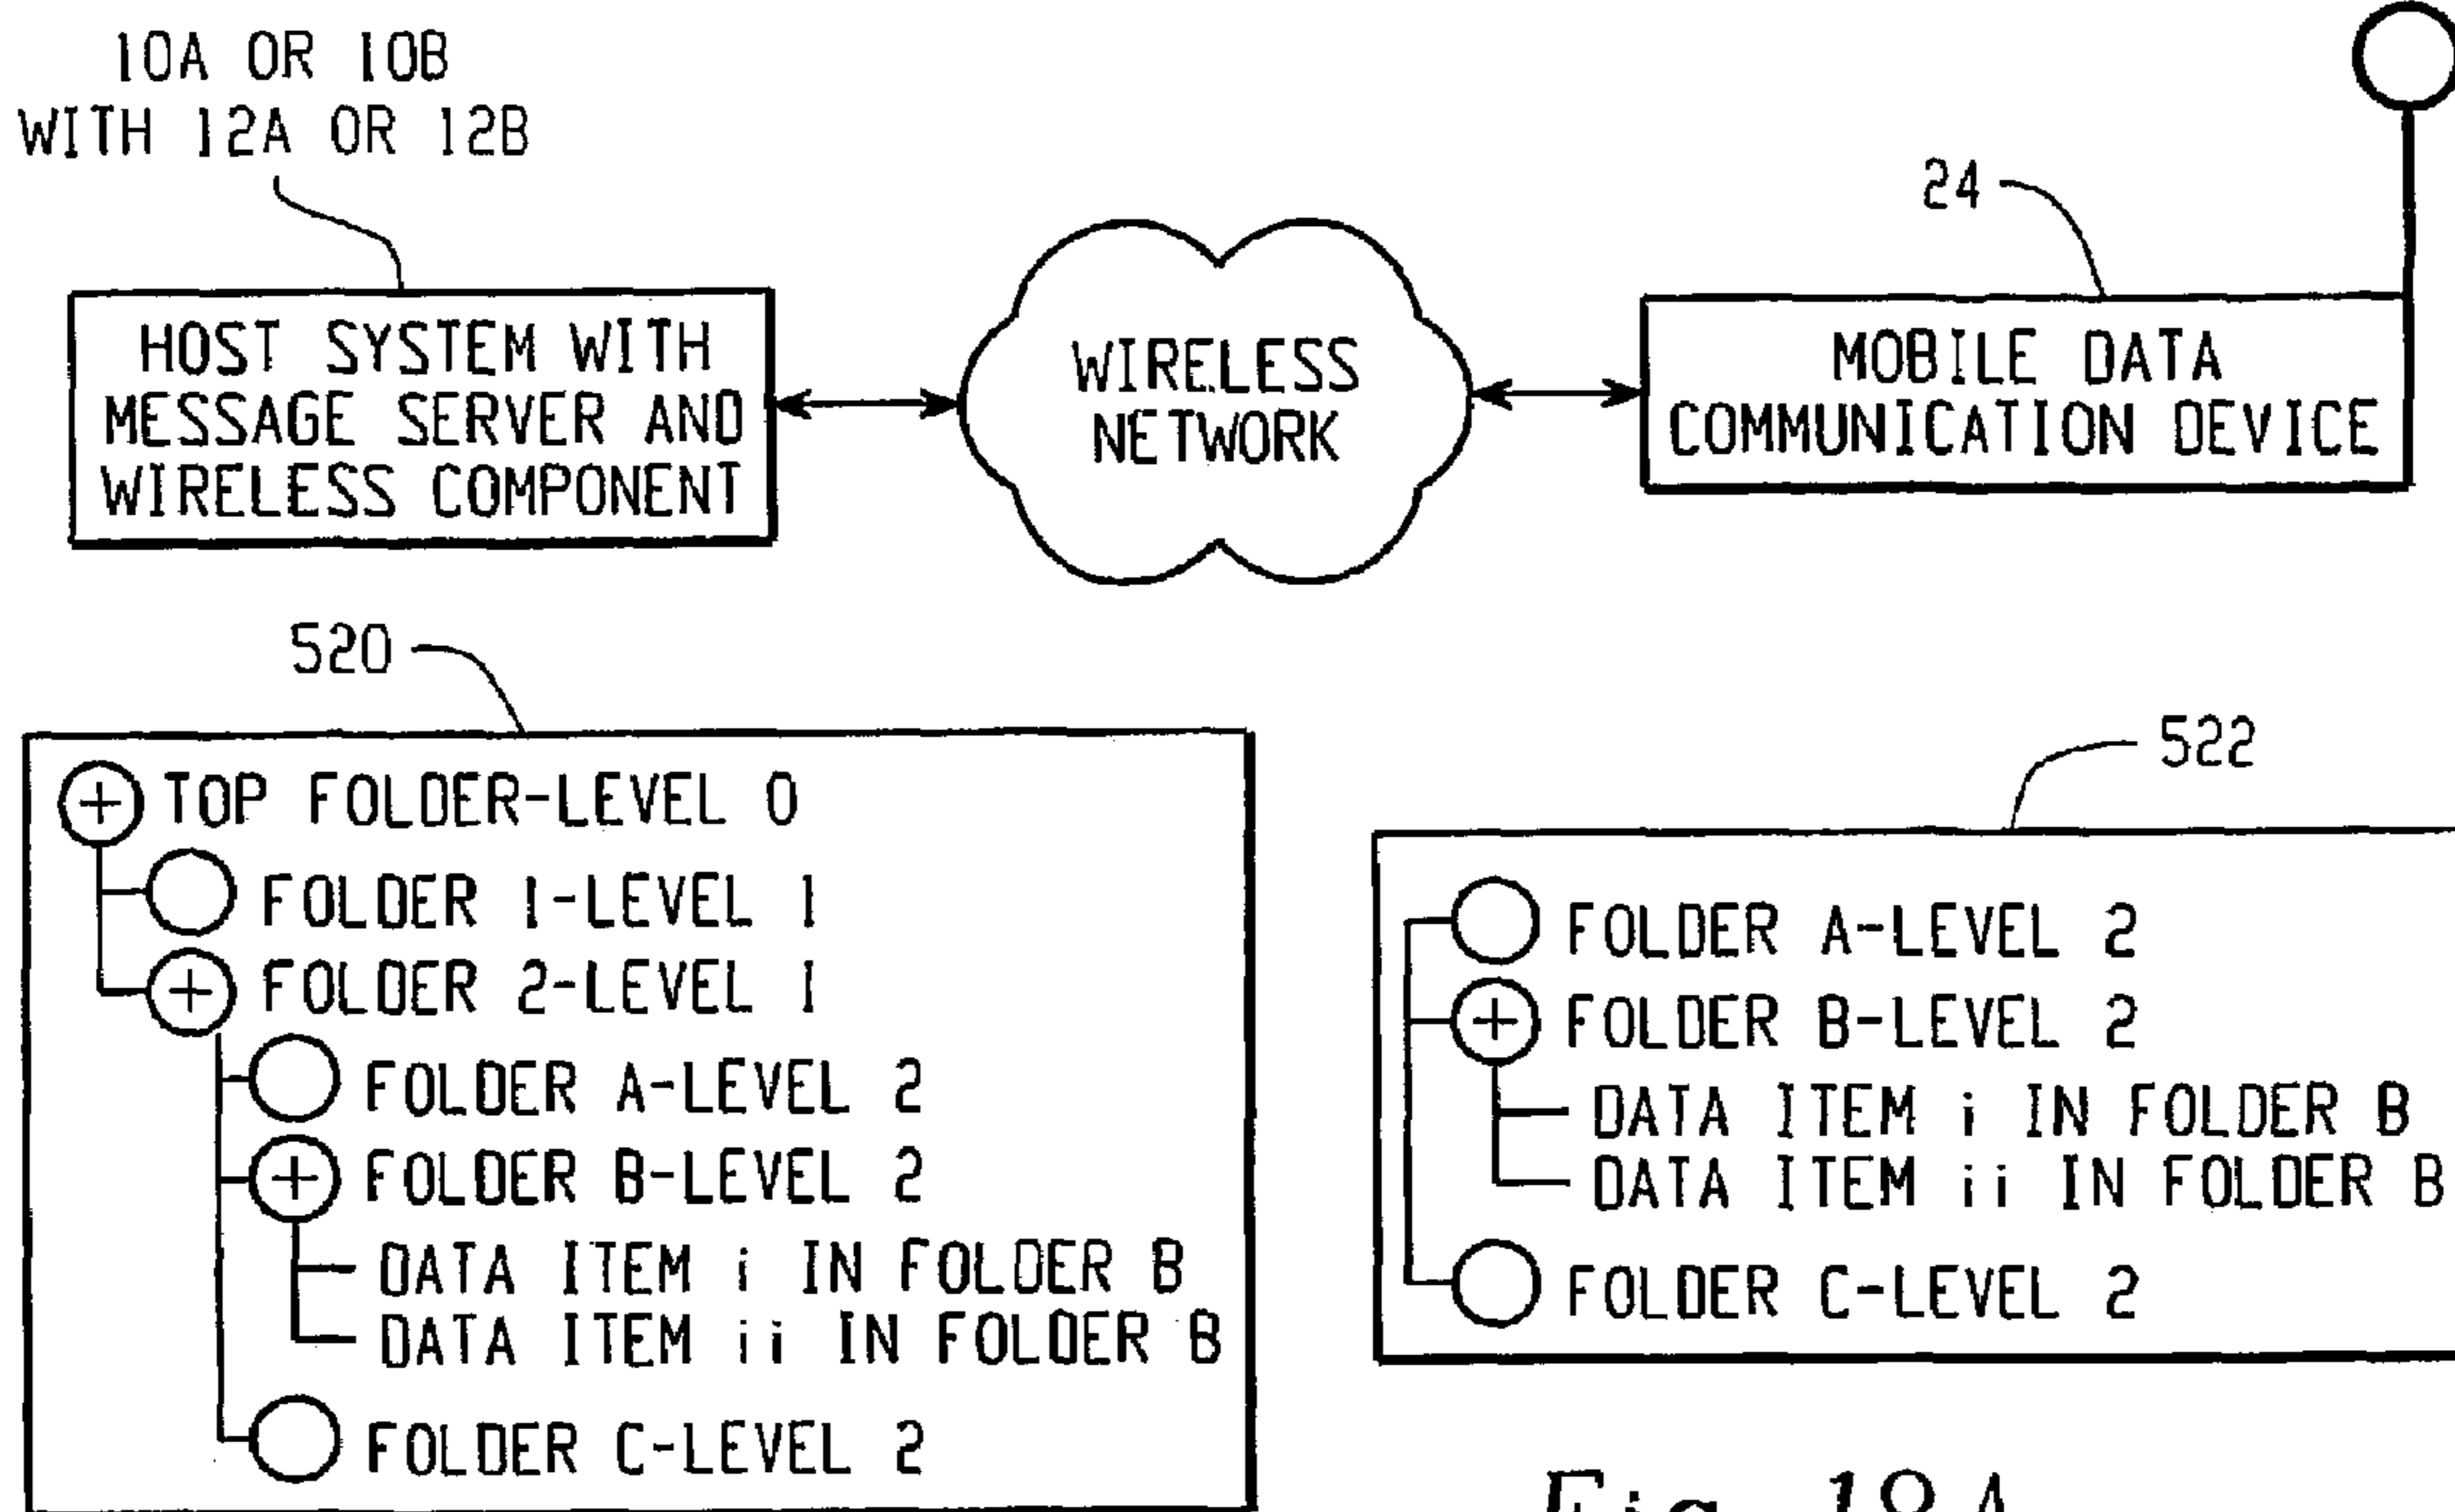 10A OR 10B
WITH 12A OR 12B
24
HOST SYSTEM WITH
MESSAGE SERVER AND
WIRELESS COMPONENT
WIRELESS
NETWORK
MOBILE DATA
COMMUNICATION DEVICE
520
TOP FOLDER-LEVEL 0
FOLDER 1-LEVEL 1
FOLDER 2-LEVEL 1
FOLDER A-LEVEL 2
FOLDER B-LEVEL 2
DATA ITEM i IN FOLDER B
DATA ITEM ii IN FOLDER B
FOLDER C-LEVEL 2
522
FOLDER A-LEVEL 2
FOLDER B-LEVEL 2
DATA ITEM i IN FOLDER B
DATA ITEM ii IN FOLDER B
FOLDER C-LEVEL 2
Fig.